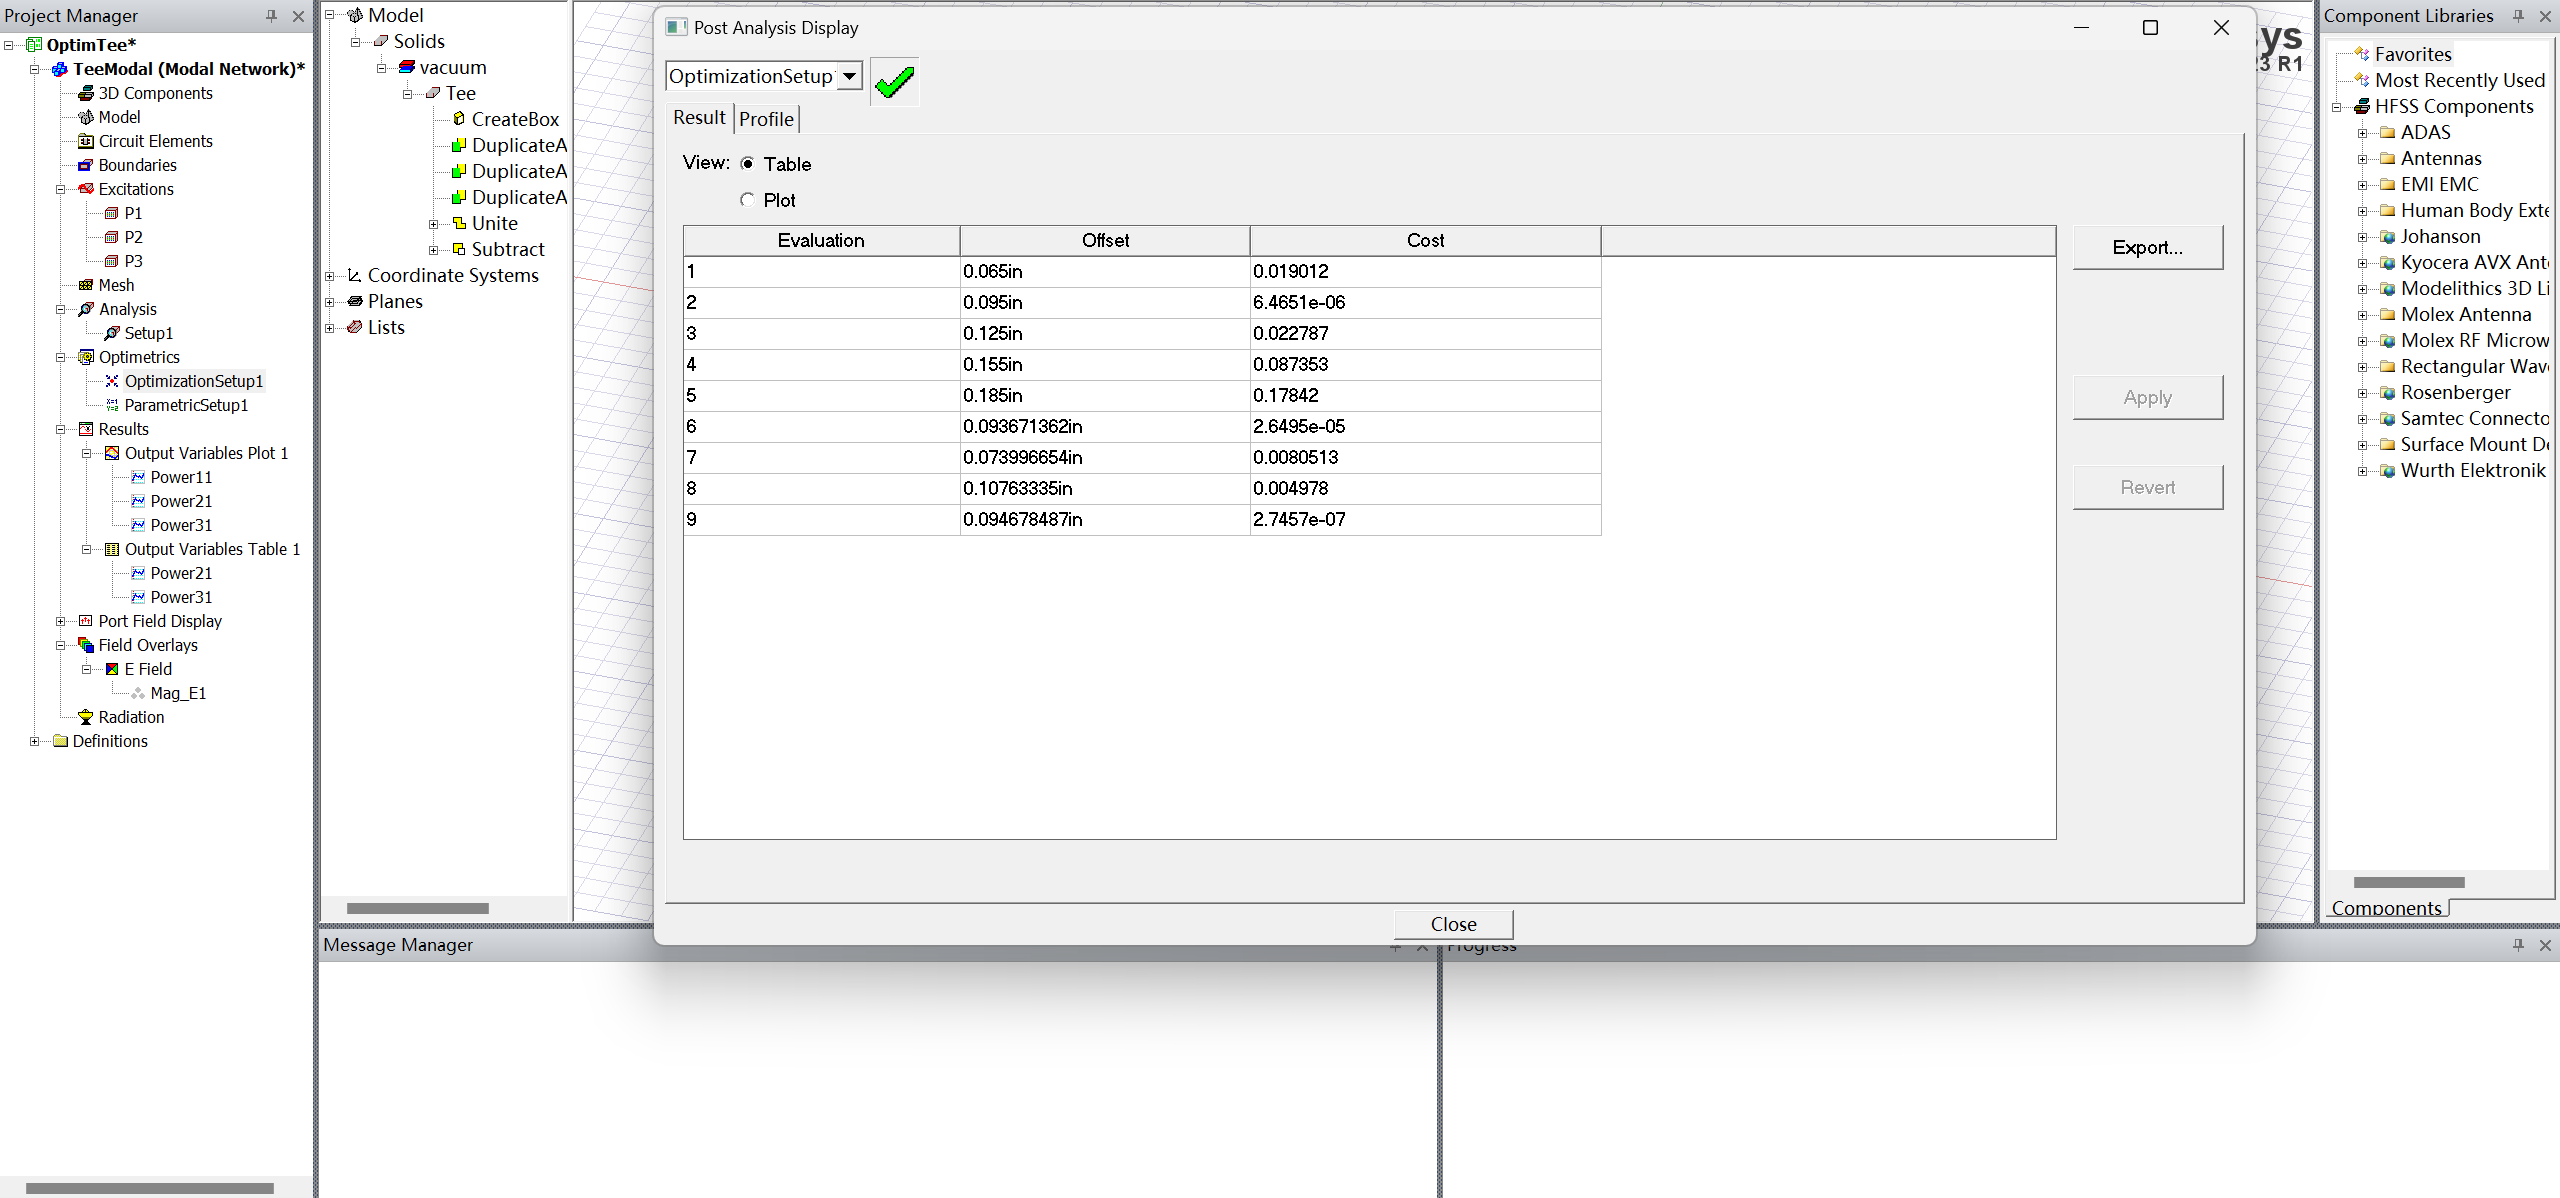 Project Manager
OptimTee*
TeeModal (Modal Network)*
3D Components
Model
Circuit Elements
Boundaries
Excitations
P1
P2
P3
Mesh
Analysis
Setup1
Optimetrics
OptimizationSetup1
ParametricSetup1
Results
Output Variables Plot 1
Power11
Power21
Power31
Output Variables Table 1
Power21
Power31
Port Field Display
Field Overlays
E Field
Mag_E1
Radiation
Definitions
Model
Solids
vacuum
Tee
CreateBox
DuplicateA
DuplicateA
DuplicateA
Unite
Subtract
Coordinate Systems
Planes
Lists
Post Analysis Display
OptimizationSetup
Result Profile
View: Table
Plot
Evaluation Offset Cost
1 0.065in 0.019012
2 0.095in 6.4651e-06
3 0.125in 0.022787
4 0.155in 0.087353
5 0.185in 0.17842
6 0.093671362in 2.6495e-05
7 0.073996654in 0.0080513
8 0.10763335in 0.004978
9 0.094678487in 2.7457e-07
Export...
Apply
Revert
Close
ys
23 R1
Component Libraries
Favorites
Most Recently Used
HFSS Components
ADAS
Antennas
EMI EMC
Human Body Exte
Johanson
Kyocera AVX Ant
Modelithics 3D Li
Molex Antenna
Molex RF Microw
Rectangular Wav
Rosenberger
Samtec Connecto
Surface Mount De
Wurth Elektronik
Components
Message Manager
Progress